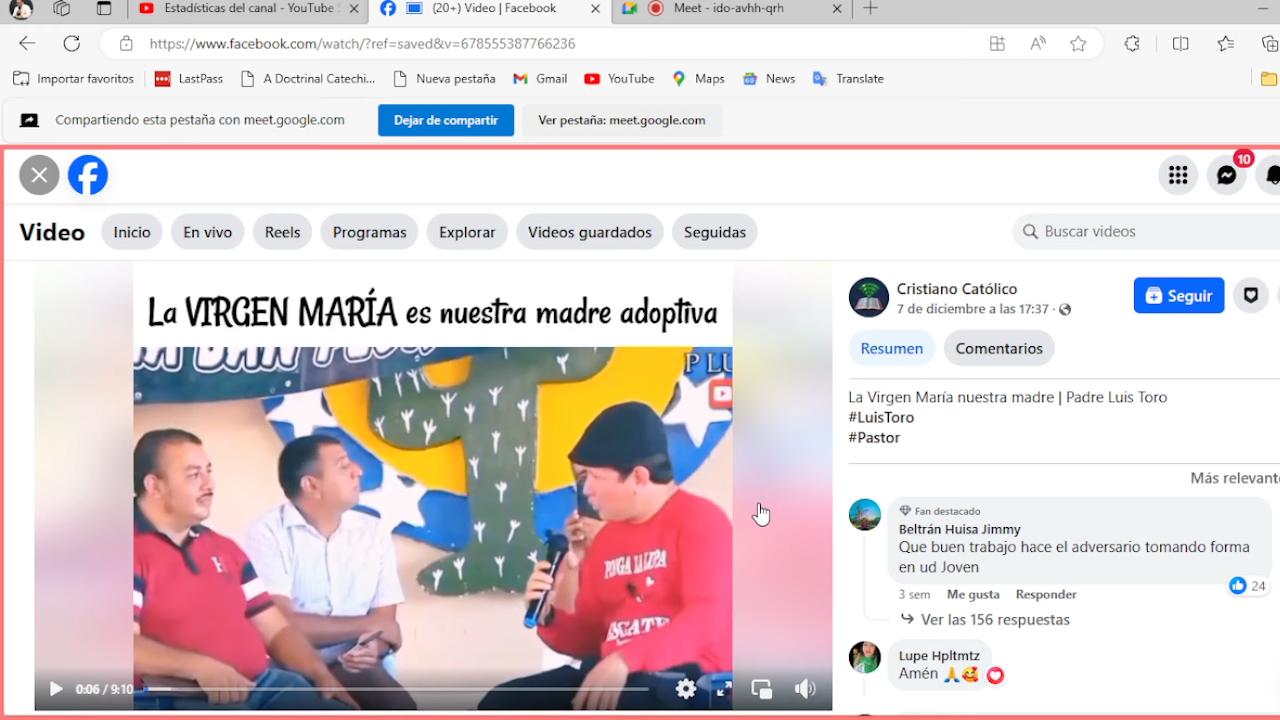 Estadísticas del canal - YouTube
(20+) Video | Facebook
Meet - ido-avhh-qrh
https://www.facebook.com/watch/?ref=saved&v=678555387766236
Importar favoritos
LastPass
A Doctrinal Catechi...
Nueva pestaña
Gmail
YouTube
Maps
News
Translate
Compartiendo esta pestaña con meet.google.com
Dejar de compartir
Ver pestaña: meet.google.com
10
Video
Inicio
En vivo
Reels
Programas
Explorar
Videos guardados
Seguidas
Buscar videos
La VIRGEN MARÍA es nuestra madre adoptiva
PLU
PONGA LA LUPA
RESCATE
0:06 / 9:10
Cristiano Católico
7 de diciembre a las 17:37
Seguir
Resumen
Comentarios
La Virgen María nuestra madre | Padre Luis Toro
#LuisToro
#Pastor
Más relevant
Fan destacado
Beltrán Huisa Jimmy
Que buen trabajo hace el adversario tomando forma
en ud Joven
24
3 sem Me gusta Responder
Ver las 156 respuestas
Lupe Hpltmtz
Amén 🙏🥰